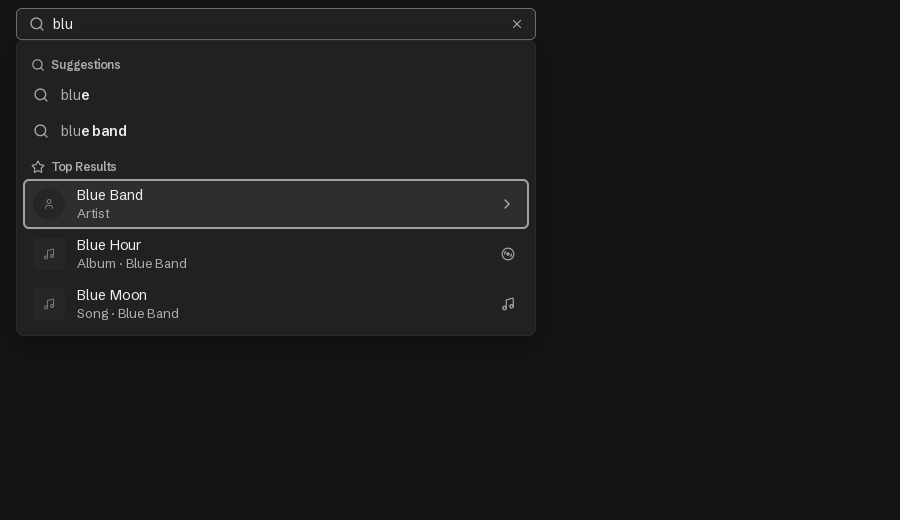 blu
Suggestions
blue
blue band
Top Results
Blue Band
Artist
Blue Hour
Album · Blue Band
Blue Moon
Song · Blue Band